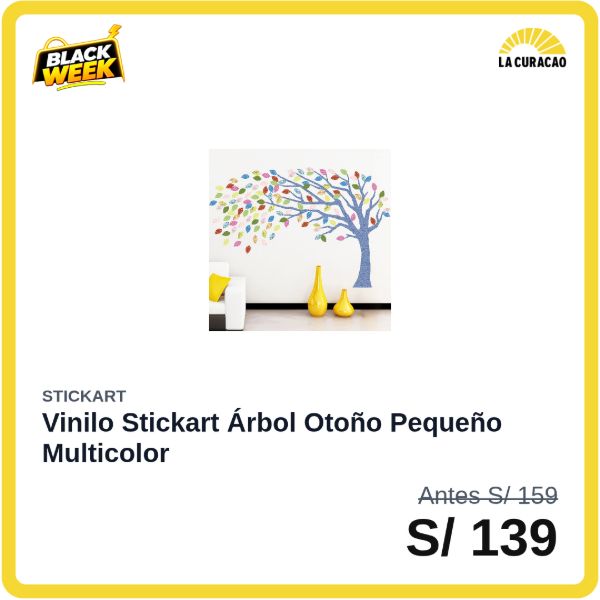 BLACK
WEEK
LA CURACAO
STICKART
Vinilo Stickart Árbol Otoño Pequeño
Multicolor
Antes S/ 159
S/ 139